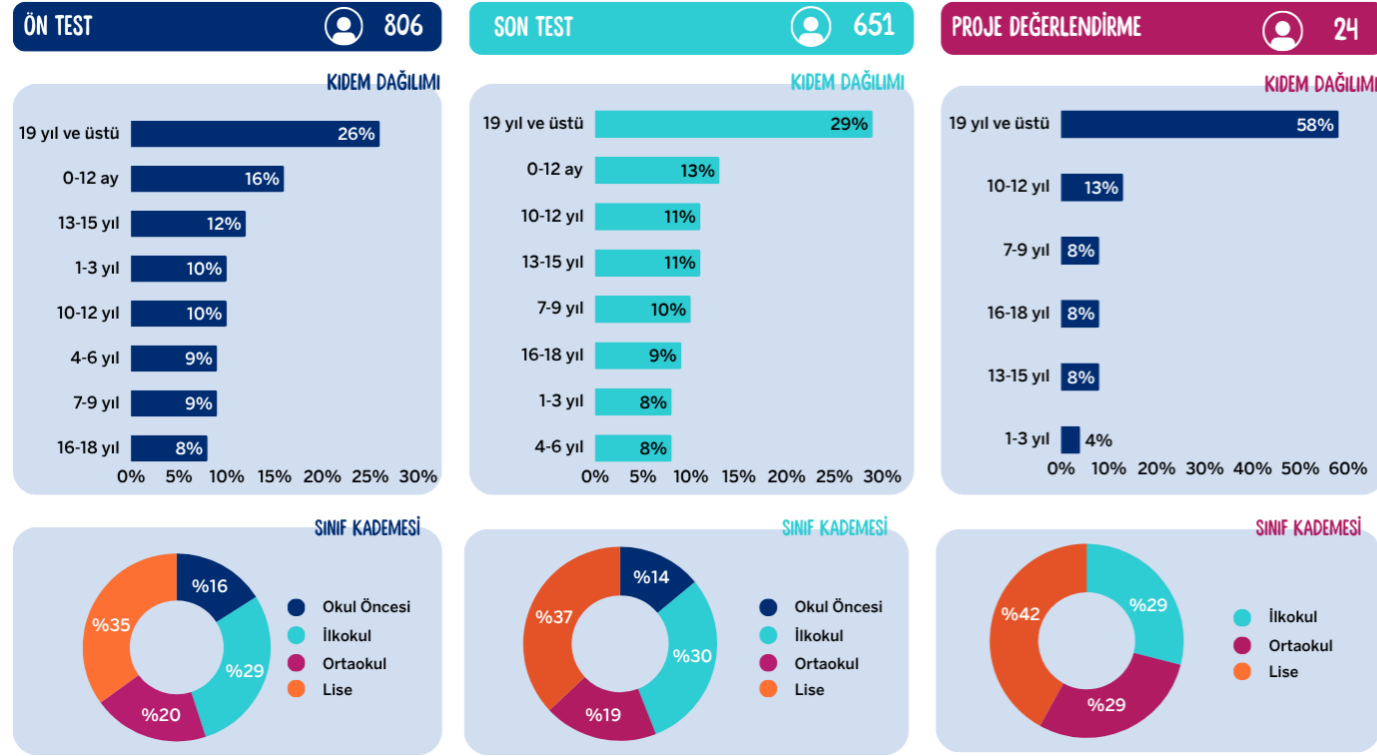 ÖN TEST 806
KIDEM DAĞILIMI
19 yıl ve üstü 26%
0-12 ay 16%
13-15 yıl 12%
1-3 yıl 10%
10-12 yıl 10%
4-6 yıl 9%
7-9 yıl 9%
16-18 yıl 8%
0% 5% 10% 15% 20% 25% 30%
SINIF KADEMESİ
%16
%35
%29
%20
Okul Öncesi
İlkokul
Ortaokul
Lise
SON TEST 651
KIDEM DAĞILIMI
19 yıl ve üstü 29%
0-12 ay 13%
10-12 yıl 11%
13-15 yıl 11%
7-9 yıl 10%
16-18 yıl 9%
1-3 yıl 8%
4-6 yıl 8%
0% 5% 10% 15% 20% 25% 30%
SINIF KADEMESİ
%14
%37
%30
%19
Okul Öncesi
İlkokul
Ortaokul
Lise
PROJE DEĞERLENDİRME 24
KIDEM DAĞILIMI
19 yıl ve üstü 58%
10-12 yıl 13%
7-9 yıl 8%
16-18 yıl 8%
13-15 yıl 8%
1-3 yıl 4%
0% 10% 20% 30% 40% 50% 60%
SINIF KADEMESİ
%42
%29
%29
İlkokul
Ortaokul
Lise